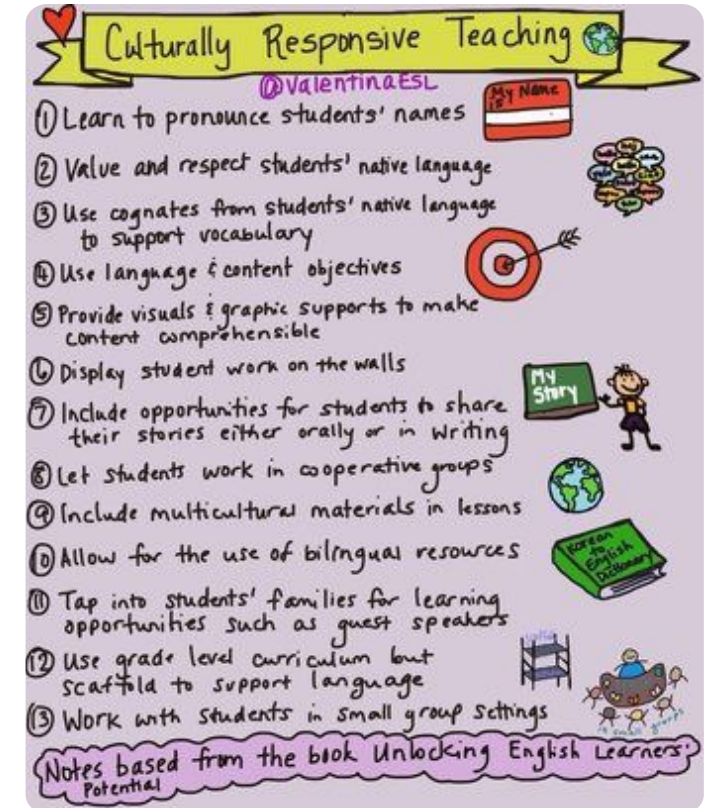 Culturally Responsive Teaching
@ValentinaESL
① Learn to pronounce students' names
My Name
is
② Value and respect students' native language
③ Use cognates from students' native language
to support vocabulary
④ Use language & content objectives
⑤ Provide visuals & graphic supports to make
content comprehensible
⑥ Display student work on the walls
My
Story
⑦ Include opportunities for students to share
their stories either orally or in writing
⑧ Let students work in cooperative groups
⑨ Include multicultural materials in lessons
⑩ Allow for the use of bilingual resources
Korean
to
English
Dictionary
⑪ Tap into students' families for learning
opportunities such as guest speakers
⑫ Use grade level curriculum but
scaffold to support language
⑬ Work with students in small group settings
in small groups
Notes based from the book Unlocking English Learners'
Potential